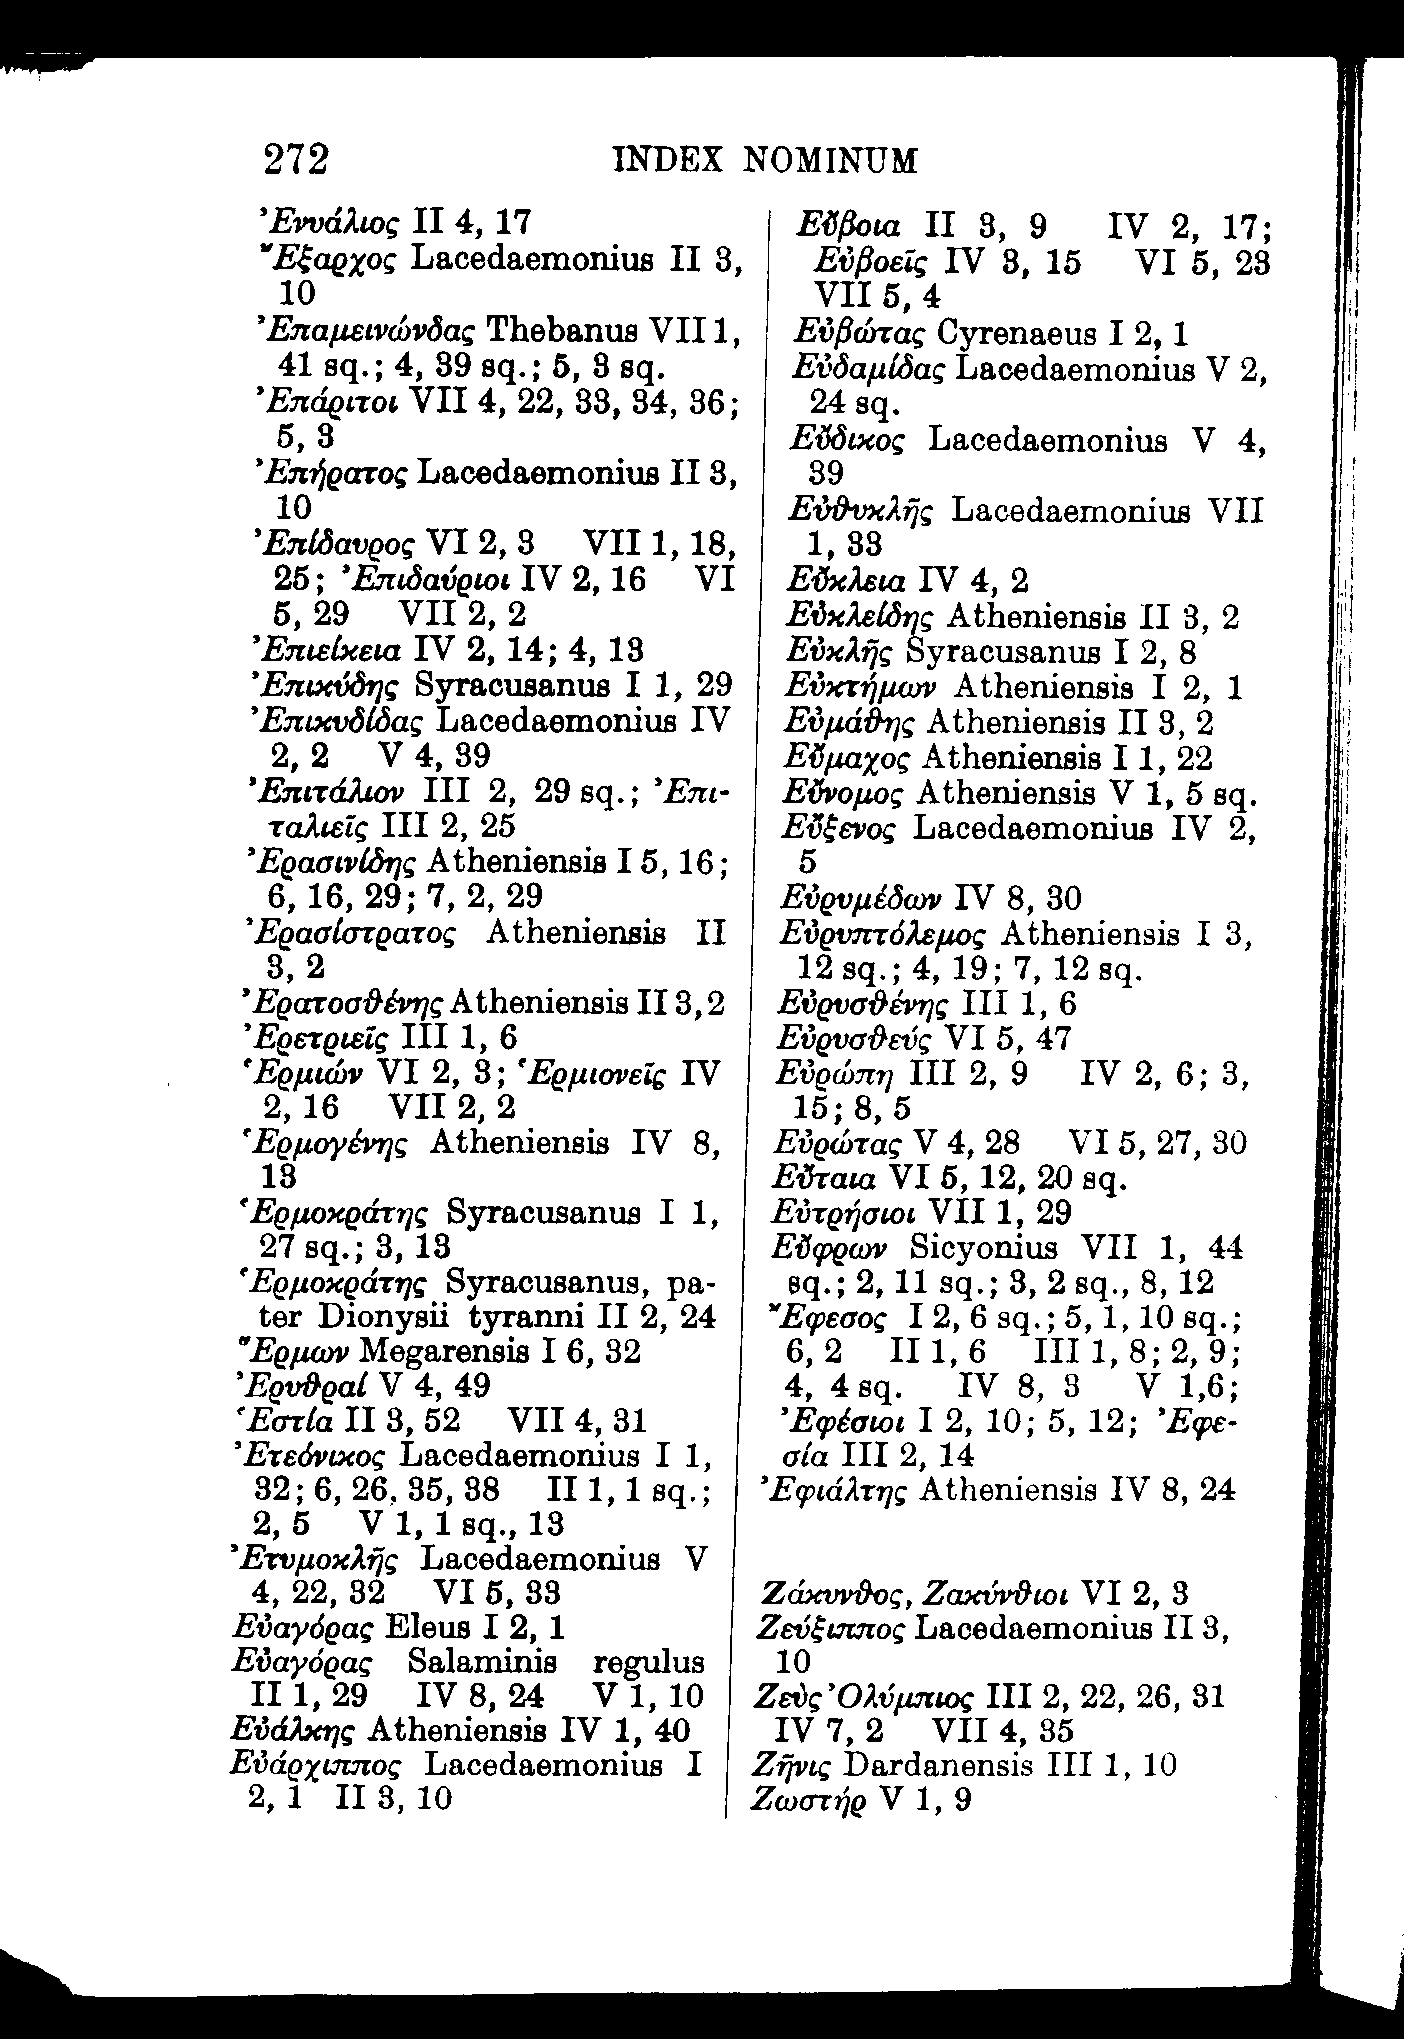 272 INDEX NOMINUM
Ἐνυάλιος II 4, 17
Ἔξαρχος Lacedaemonius II 3,
10
Ἐπαμεινώνδας Thebanus VII 1,
41 sq.; 4, 39 sq.; 5, 3 sq.
Ἐπάριτοι VII 4, 22, 33, 34, 36;
5, 3
Ἐπήρατος Lacedaemonius II 3,
10
Ἐπίδαυρος VI 2, 3 VII 1, 18,
25; Ἐπιδαύριοι IV 2, 16 VI
5, 29 VII 2, 2
Ἐπιείκεια IV 2, 14; 4, 13
Ἐπικύδης Syracusanus I 1, 29
Ἐπικυδίδας Lacedaemonius IV
2, 2 V 4, 39
Ἐπιτάλιον III 2, 29 sq.; Ἐπι-
ταλιεῖς III 2, 25
Ἐρασινίδης Atheniensis I 5, 16;
6, 16, 29; 7, 2, 29
Ἐρασίστρατος Atheniensis II
3, 2
Ἐρατοσθένης Atheniensis II 3, 2
Ἐρετριεῖς III 1, 6
Ἑρμιών VI 2, 3; Ἑρμιονεῖς IV
2, 16 VII 2, 2
Ἑρμογένης Atheniensis IV 8,
13
Ἑρμοκράτης Syracusanus I 1,
27 sq.; 3, 13
Ἑρμοκράτης Syracusanus, pa-
ter Dionysii tyranni II 2, 24
Ἕρμων Megarensis I 6, 32
Ἐρυθραί V 4, 49
Ἑστία II 3, 52 VII 4, 31
Ἐτεόνικος Lacedaemonius I 1,
32; 6, 26, 35, 38 II 1, 1 sq.;
2, 5 V 1, 1 sq., 13
Ἐτυμοκλῆς Lacedaemonius V
4, 22, 32 VI 5, 33
Εὐαγόρας Eleus I 2, 1
Εὐαγόρας Salaminis regulus
II 1, 29 IV 8, 24 V 1, 10
Εὐάλκης Atheniensis IV 1, 40
Εὐάρχιππος Lacedaemonius I
2, 1 II 3, 10
Εὔβοια II 3, 9 IV 2, 17;
Εὐβοεῖς IV 3, 15 VI 5, 23
VII 5, 4
Εὐβώτας Cyrenaeus I 2, 1
Εὐδαμίδας Lacedaemonius V 2,
24 sq.
Εὔδικος Lacedaemonius V 4,
39
Εὐθυκλῆς Lacedaemonius VII
1, 33
Εὔκλεια IV 4, 2
Εὐκλείδης Atheniensis II 3, 2
Εὐκλῆς Syracusanus I 2, 8
Εὐκτήμων Atheniensis I 2, 1
Εὐμάθης Atheniensis II 3, 2
Εὔμαχος Atheniensis I 1, 22
Εὔνομος Atheniensis V 1, 5 sq.
Εὔξενος Lacedaemonius IV 2,
5
Εὐρυμέδων IV 8, 30
Εὐρυπτόλεμος Atheniensis I 3,
12 sq.; 4, 19; 7, 12 sq.
Εὐρυσθένης III 1, 6
Εὐρυσθεύς VI 5, 47
Εὐρώπη III 2, 9 IV 2, 6; 3,
15; 8, 5
Εὐρώτας V 4, 28 VI 5, 27, 30
Εὔταια VI 5, 12, 20 sq.
Εὐτρήσιοι VII 1, 29
Εὔφρων Sicyonius VII 1, 44
sq.; 2, 11 sq.; 3, 2 sq., 8, 12
Ἔφεσος I 2, 6 sq.; 5, 1, 10 sq.;
6, 2 II 1, 6 III 1, 8; 2, 9;
4, 4 sq. IV 8, 3 V 1,6;
Ἐφέσιοι I 2, 10; 5, 12; Ἐφε-
σία III 2, 14
Ἐφιάλτης Atheniensis IV 8, 24
Ζάκυνθος, Ζακύνθιοι VI 2, 3
Ζεύξιππος Lacedaemonius II 3,
10
Ζεὺς Ὀλύμπιος III 2, 22, 26, 31
IV 7, 2 VII 4, 35
Ζῆνις Dardanensis III 1, 10
Ζωστήρ V 1, 9